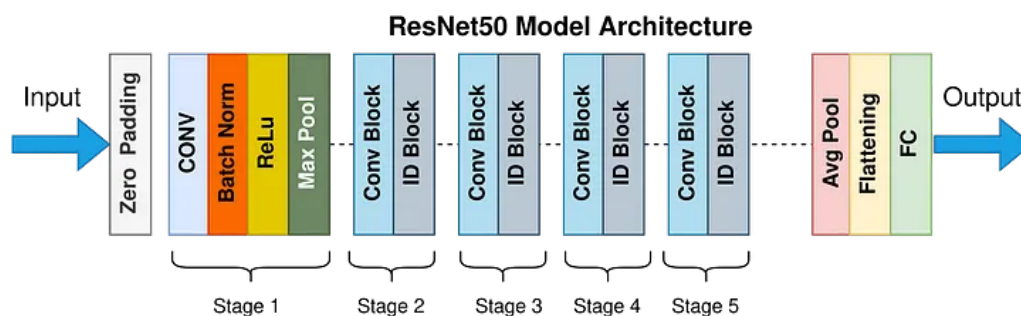 ResNet50 Model Architecture
Input
Zero Padding
CONV
Batch Norm
ReLu
Max Pool
Conv Block
ID Block
Conv Block
ID Block
Conv Block
ID Block
Conv Block
ID Block
Avg Pool
Flattening
FC
Output
Stage 1
Stage 2
Stage 3
Stage 4
Stage 5